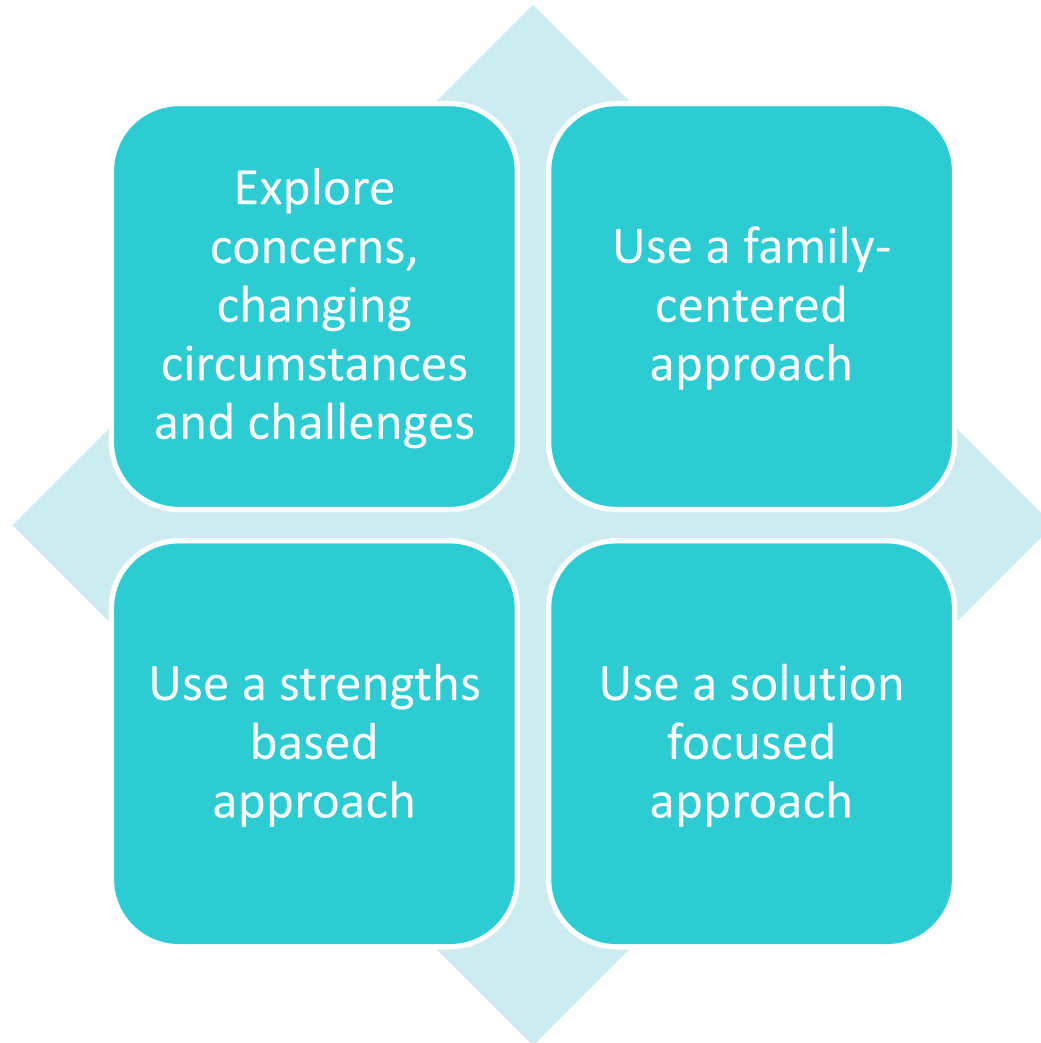 Explore
concerns,
changing
circumstances
and challenges
Use a family-
centered
approach
Use a strengths
based
approach
Use a solution
focused
approach